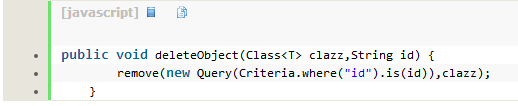 [javascript]
public void deleteObject(Class<T> clazz,String id) {
remove(new Query(Criteria.where("id").is(id)),clazz);
}